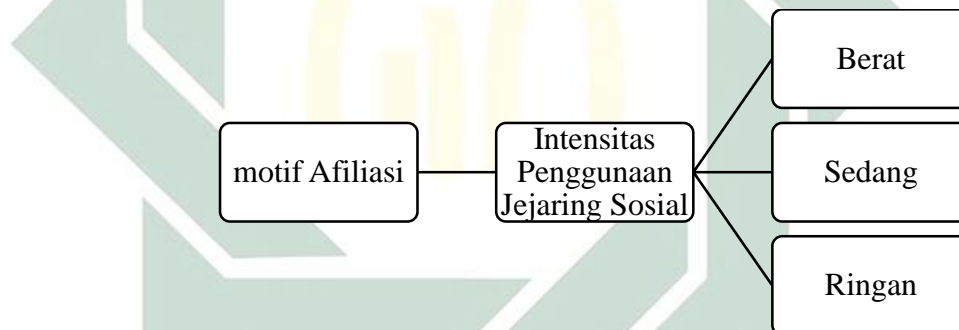 motif Afiliasi
Intensitas
Penggunaan
Jejaring Sosial
Berat
Sedang
Ringan